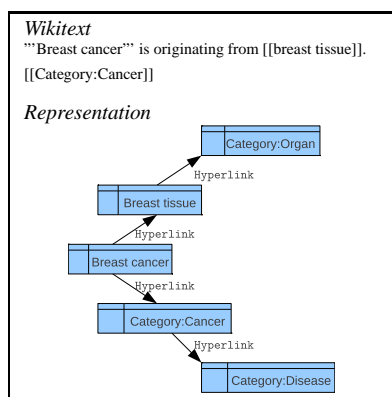 Wikitext
”’Breast cancer”’ is originating from [[breast tissue]].
[[Category:Cancer]]
Representation
Category:Organ
Hyperlink
Breast tissue
Hyperlink
Breast cancer
Hyperlink
Category:Cancer
Hyperlink
Category:Disease